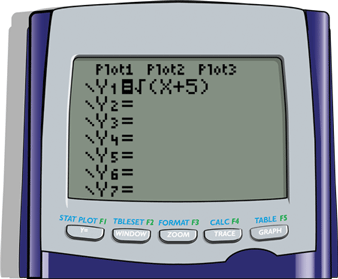 Plot1 Plot2 Plot3
\Y1=√(X+5)
\Y2=
\Y3=
\Y4=
\Y5=
\Y6=
\Y7=
STAT PLOT F1 TBLSET F2 FORMAT F3 CALC F4 TABLE F5
Y= WINDOW ZOOM TRACE GRAPH